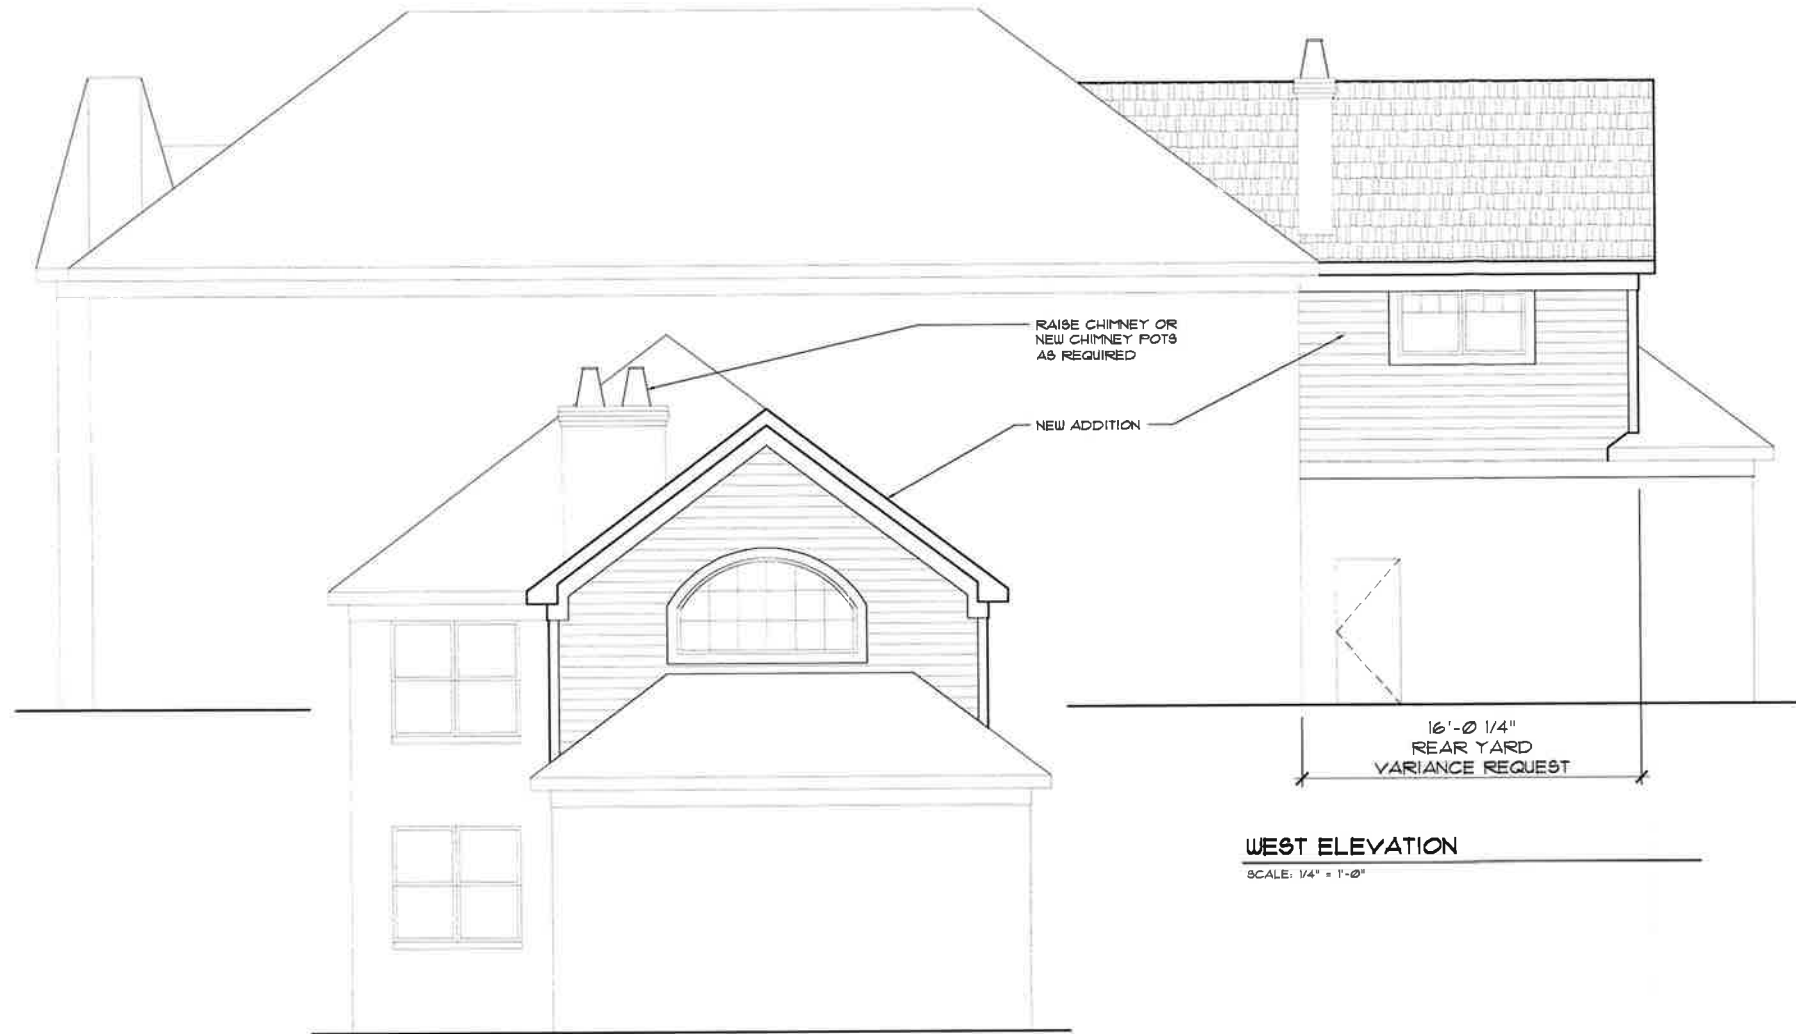 RAISE CHIMNEY OR
NEW CHIMNEY POTS
AS REQUIRED
NEW ADDITION
16'-0 1/4"
REAR YARD
VARIANCE REQUEST
WEST ELEVATION
SCALE: 1/4" = 1'-0"